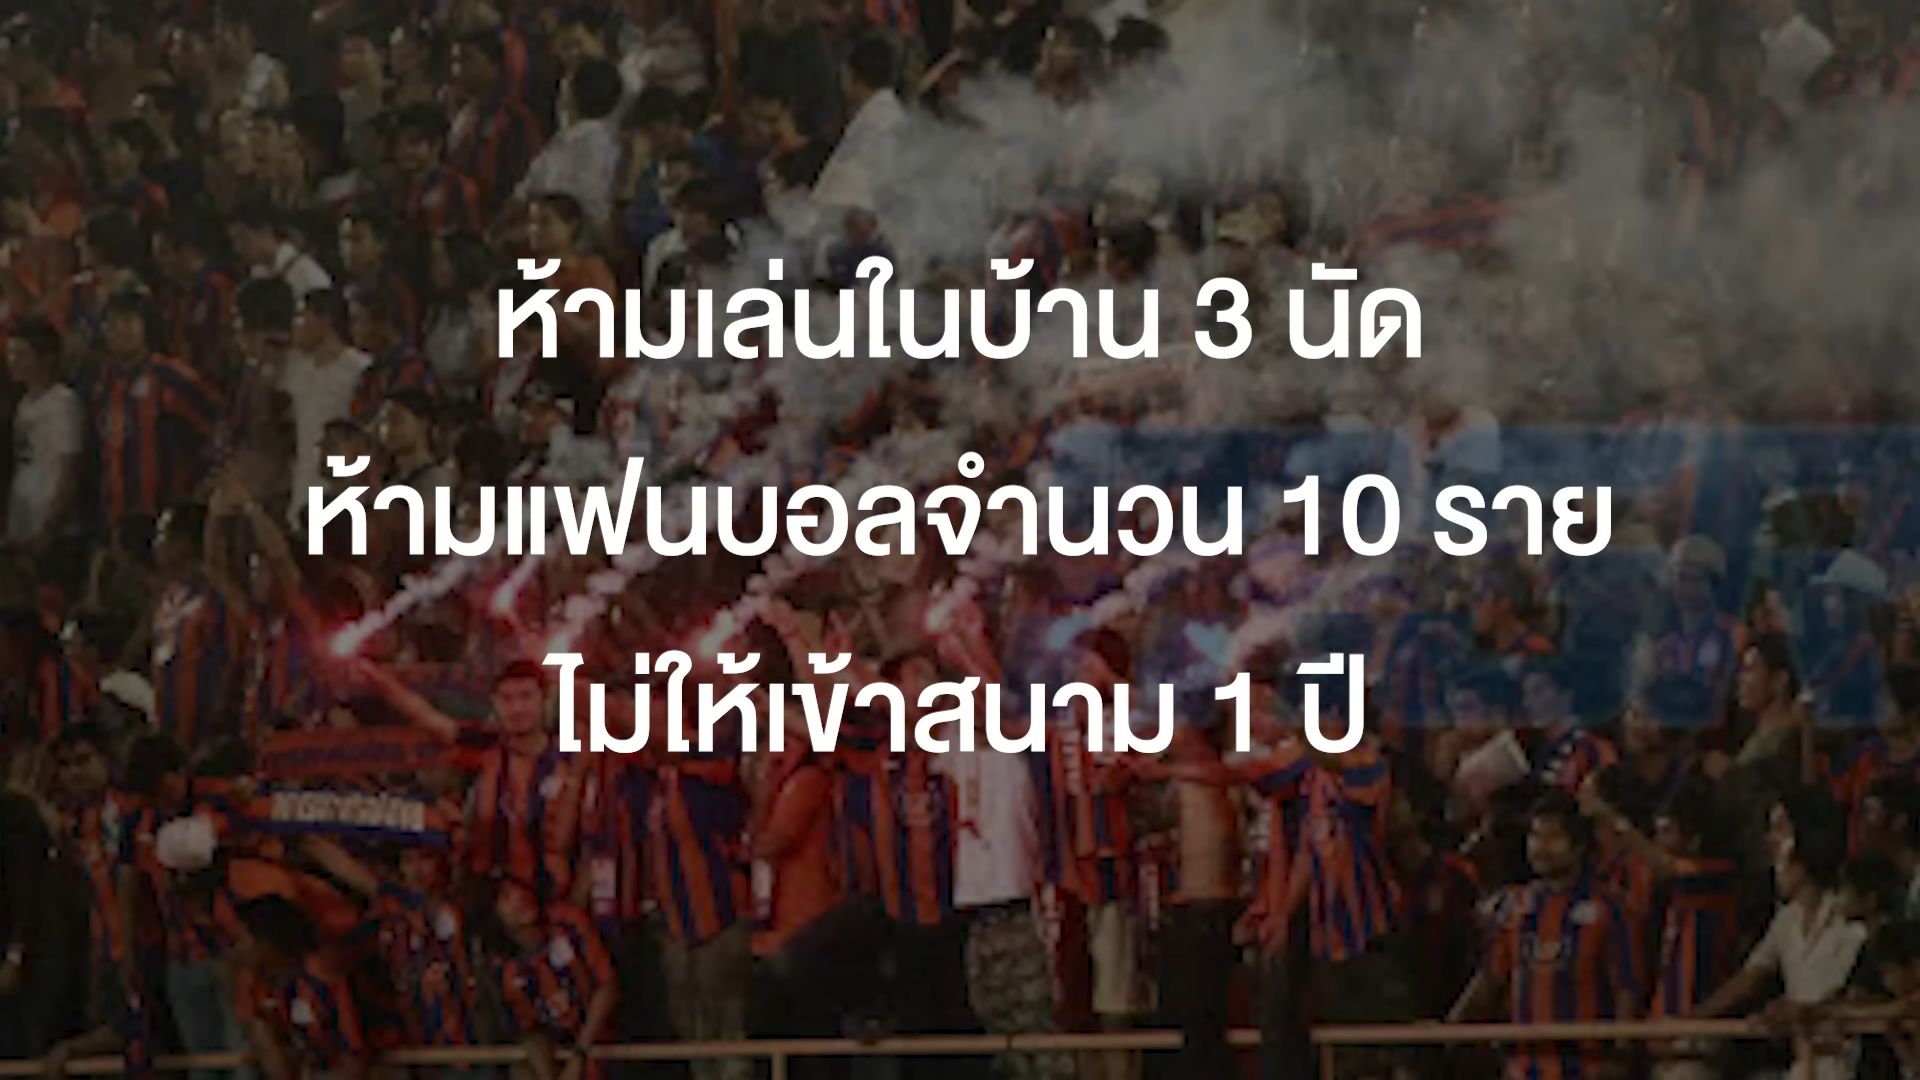 ห้ามเล่นในบ้าน 3 นัด
ห้ามแฟนบอลจำนวน 10 ราย
ไม่ให้เข้าสนาม 1 ปี